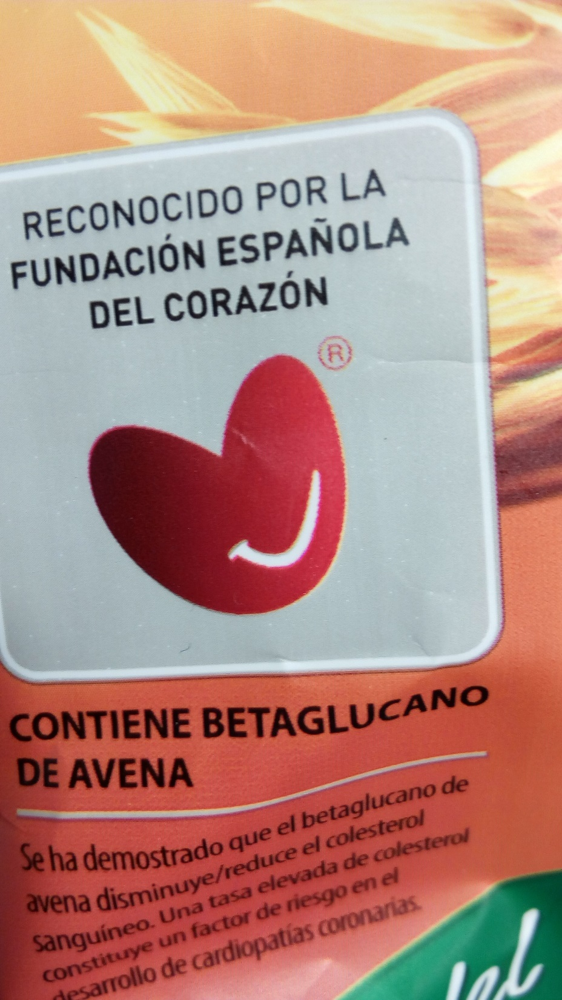 RECONOCIDO POR LA
FUNDACIÓN ESPAÑOLA
DEL CORAZÓN
®
CONTIENE BETAGLUCANO
DE AVENA
Se ha demostrado que el betaglucano de
avena disminuye/reduce el colesterol
sanguíneo. Una tasa elevada de colesterol
constituye un factor de riesgo en el
desarrollo de cardiopatías coronarias.